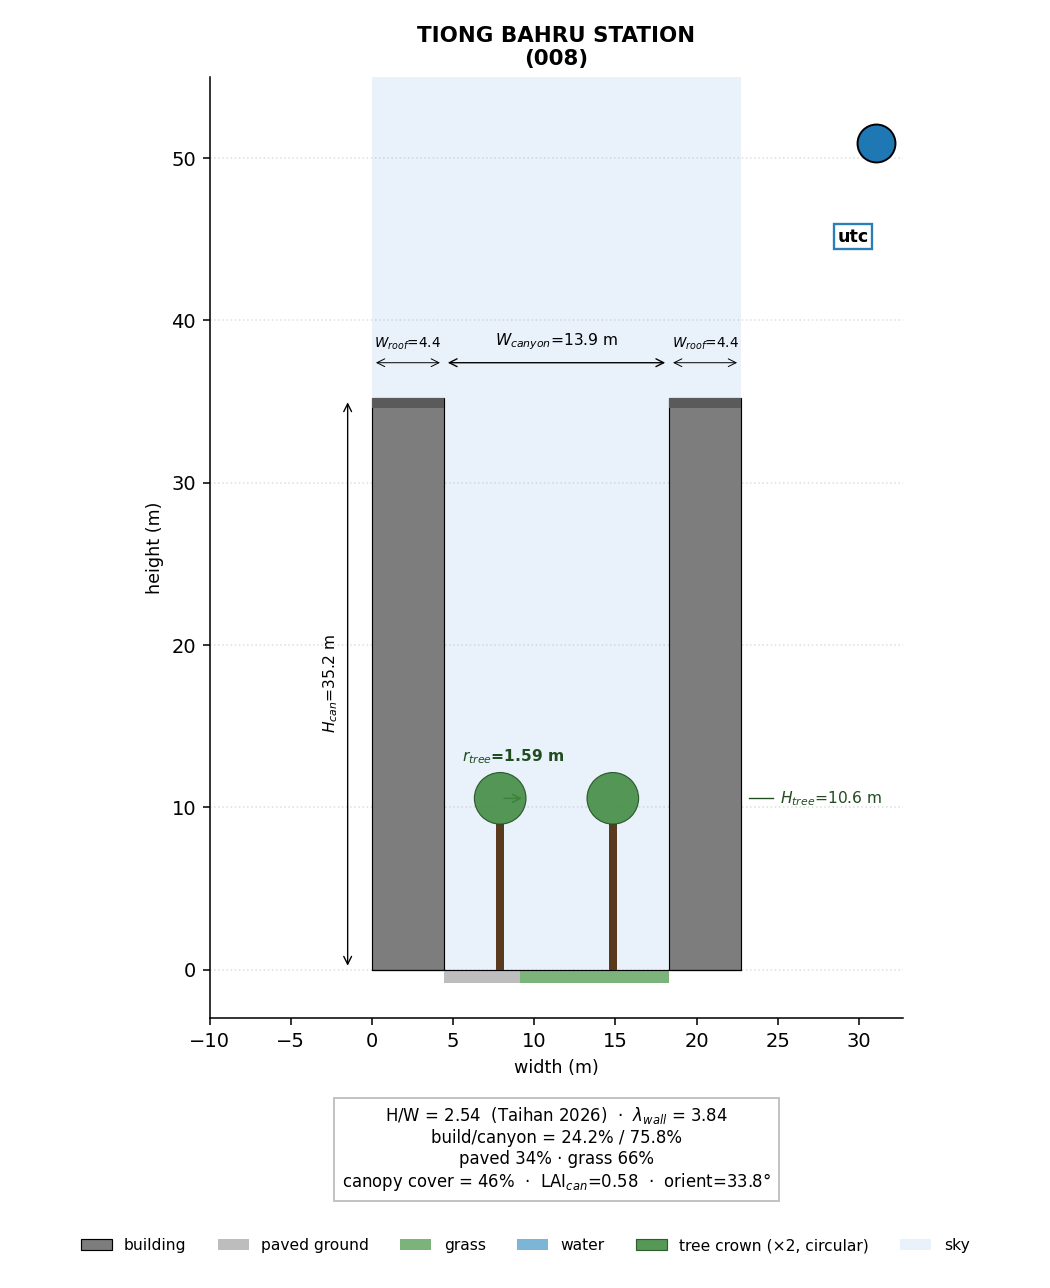 TIONG BAHRU STATION
(008)
50
utc
40
W_roof=4.4
W_canyon=13.9 m
W_roof=4.4
30
height (m)
20
H_can=35.2 m
r_tree=1.59 m
10
H_tree=10.6 m
0
−10 −5 0 5 10 15 20 25 30
width (m)
H/W = 2.54 (Taihan 2026) · λ_wall = 3.84
build/canyon = 24.2% / 75.8%
paved 34% · grass 66%
canopy cover = 46% · LAI_can=0.58 · orient=33.8°
building paved ground grass water tree crown (×2, circular) sky